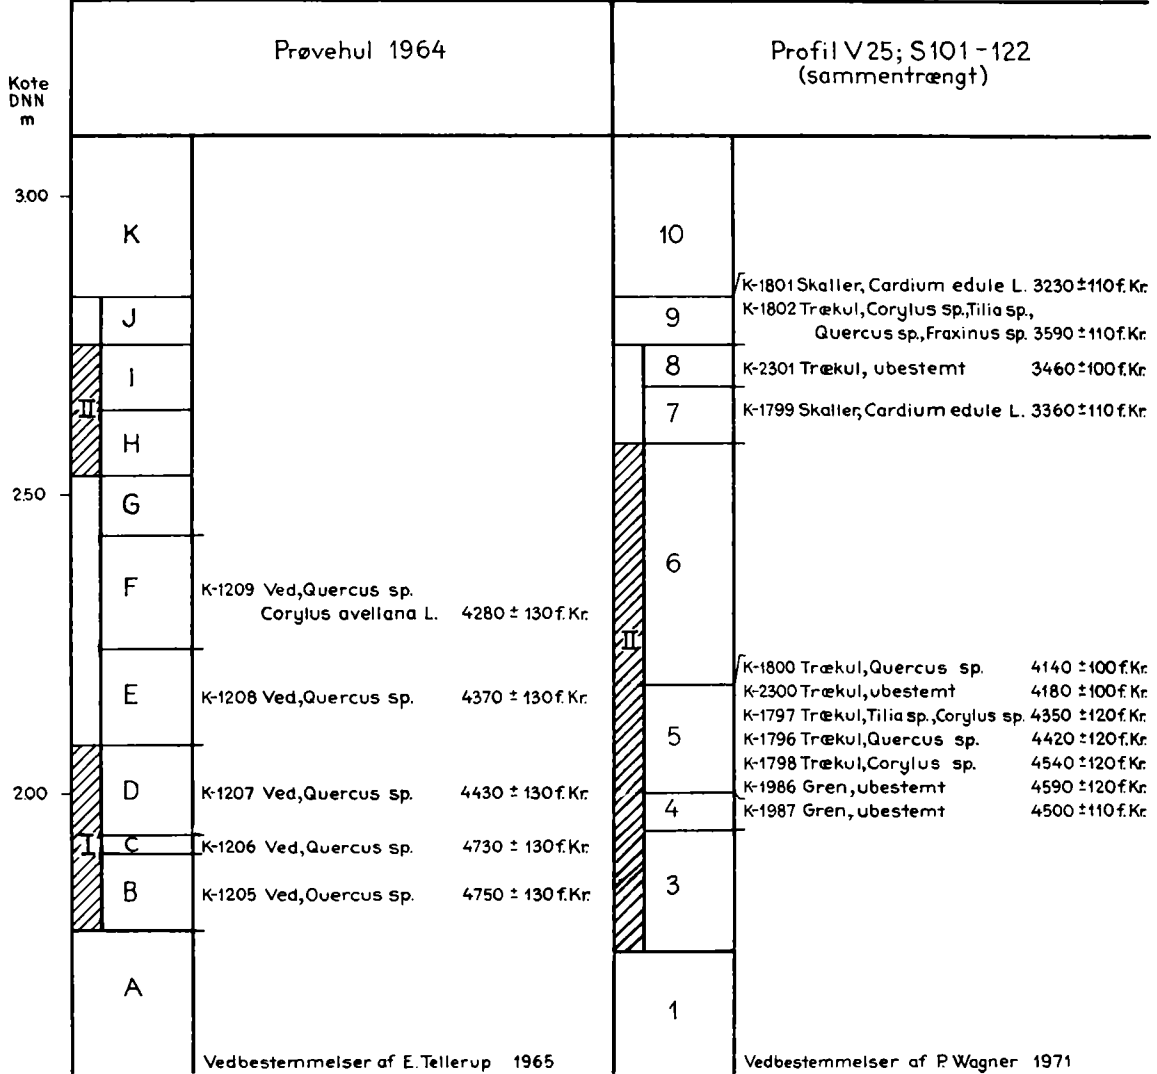 Prøvehul 1964
Profil V25; S101-122
(sammentrængt)
Kote
DNN
m
3.00
2.50
2.00
K
J
I
H
G
F
E
D
C
B
A
II
I
K-1209 Ved, Quercus sp.
Corylus avellana L. 4280 ± 130 f. Kr.
K-1208 Ved, Quercus sp. 4370 ± 130 f. Kr.
K-1207 Ved, Quercus sp. 4430 ± 130 f. Kr.
K-1206 Ved, Quercus sp. 4730 ± 130 f. Kr.
K-1205 Ved, Ouercus sp. 4750 ± 130 f. Kr.
Vedbestemmelser af E. Tellerup 1965
10
9
8
7
6
5
4
3
1
II
K-1801 Skaller, Cardium edule L. 3230 ± 110 f. Kr.
K-1802 Trækul, Corylus sp., Tilia sp.,
Quercus sp., Fraxinus sp. 3590 ± 110 f. Kr.
K-2301 Trækul, ubestemt 3460 ± 100 f. Kr.
K-1799 Skaller, Cardium edule L. 3360 ± 110 f. Kr.
K-1800 Trækul, Quercus sp. 4140 ± 100 f. Kr.
K-2300 Trækul, ubestemt 4180 ± 100 f. Kr.
K-1797 Trækul, Tilia sp., Corylus sp. 4350 ± 120 f. Kr.
K-1796 Trækul, Quercus sp. 4420 ± 120 f. Kr.
K-1798 Trækul, Corylus sp. 4540 ± 120 f. Kr.
K-1986 Gren, ubestemt 4590 ± 120 f. Kr.
K-1987 Gren, ubestemt 4500 ± 110 f. Kr.
Vedbestemmelser af P. Wagner 1971